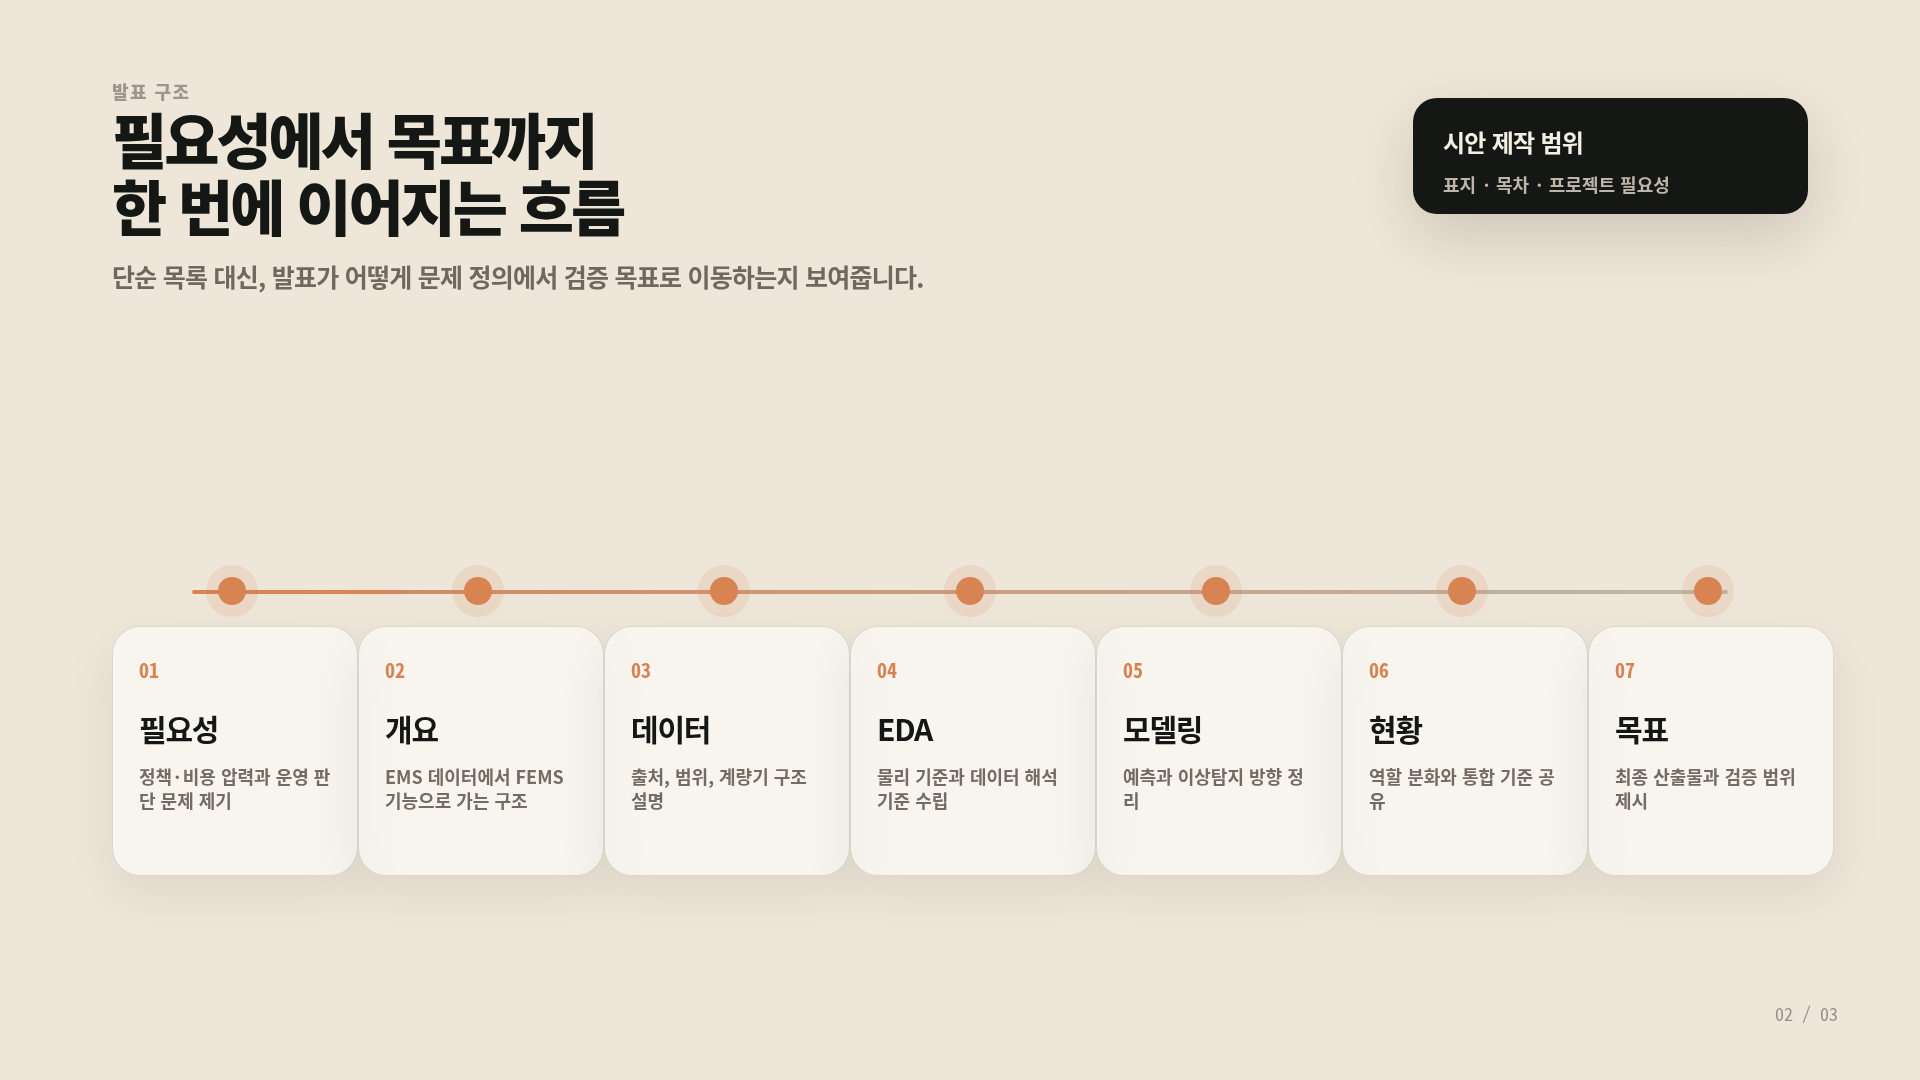 발표 구조
필요성에서 목표까지
한 번에 이어지는 흐름
단순 목록 대신, 발표가 어떻게 문제 정의에서 검증 목표로 이동하는지 보여줍니다.
시안 제작 범위
표지 · 목차 · 프로젝트 필요성
01
필요성
정책·비용 압력과 운영 판
단 문제 제기
02
개요
EMS 데이터에서 FEMS
기능으로 가는 구조
03
데이터
출처, 범위, 계량기 구조
설명
04
EDA
물리 기준과 데이터 해석
기준 수립
05
모델링
예측과 이상탐지 방향 정
리
06
현황
역할 분화와 통합 기준 공
유
07
목표
최종 산출물과 검증 범위
제시
02 / 03